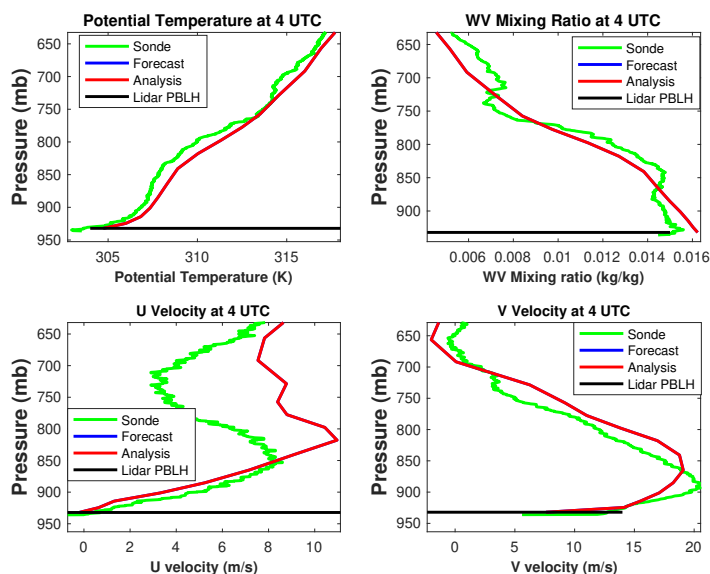 Potential Temperature at 4 UTC
Pressure (mb)
650
700
750
800
850
900
950
Sonde
Forecast
Analysis
Lidar PBLH
305
310
315
Potential Temperature (K)
WV Mixing Ratio at 4 UTC
Pressure (mb)
650
700
750
800
850
900
Sonde
Forecast
Analysis
Lidar PBLH
0.006
0.008
0.01
0.012
0.014
0.016
WV Mixing ratio (kg/kg)
U Velocity at 4 UTC
Pressure (mb)
650
700
750
800
850
900
950
Sonde
Forecast
Analysis
Lidar PBLH
0
2
4
6
8
10
U velocity (m/s)
V Velocity at 4 UTC
Pressure (mb)
650
700
750
800
850
900
950
Sonde
Forecast
Analysis
Lidar PBLH
0
5
10
15
20
V velocity (m/s)